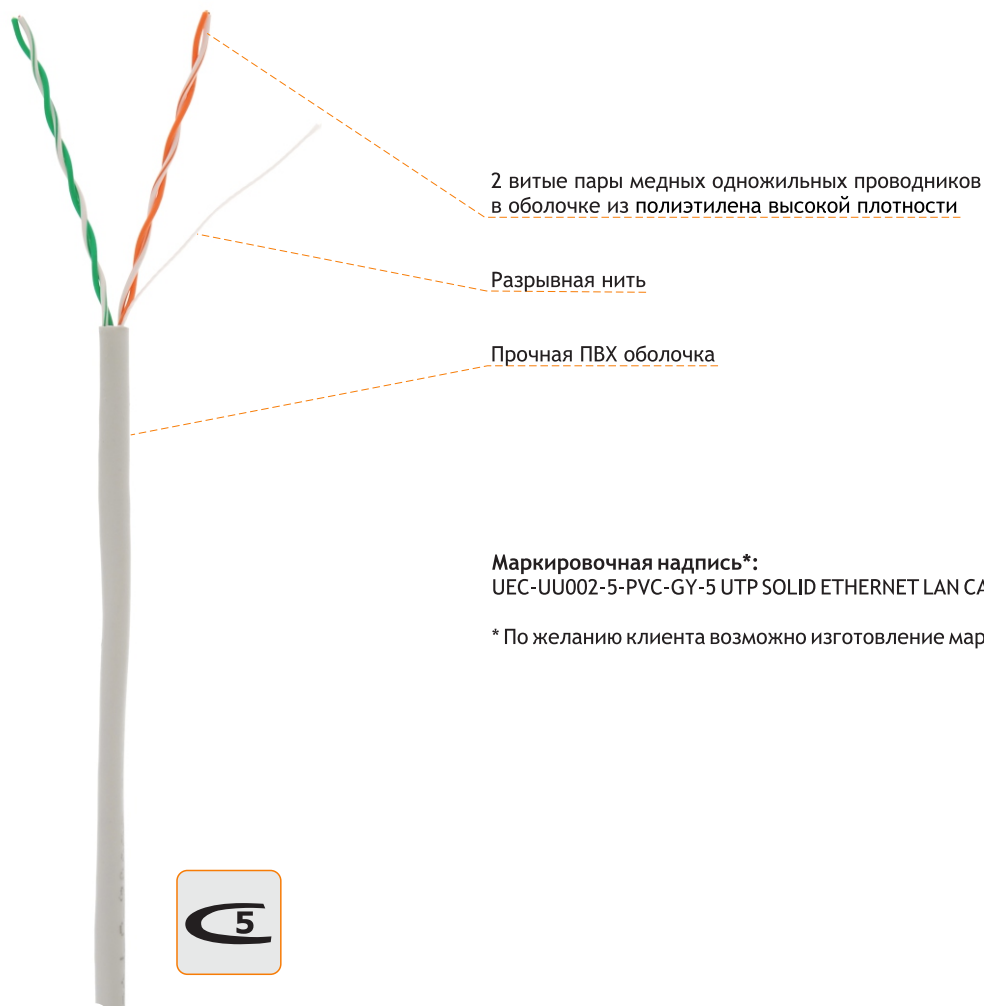 2 витые пары медных одножильных проводников
в оболочке из полиэтилена высокой плотности
Разрывная нить
Прочная ПВХ оболочка
Маркировочная надпись*:
UEC-UU002-5-PVC-GY-5 UTP SOLID ETHERNET LAN
* По желанию клиента возможно изготовление
5